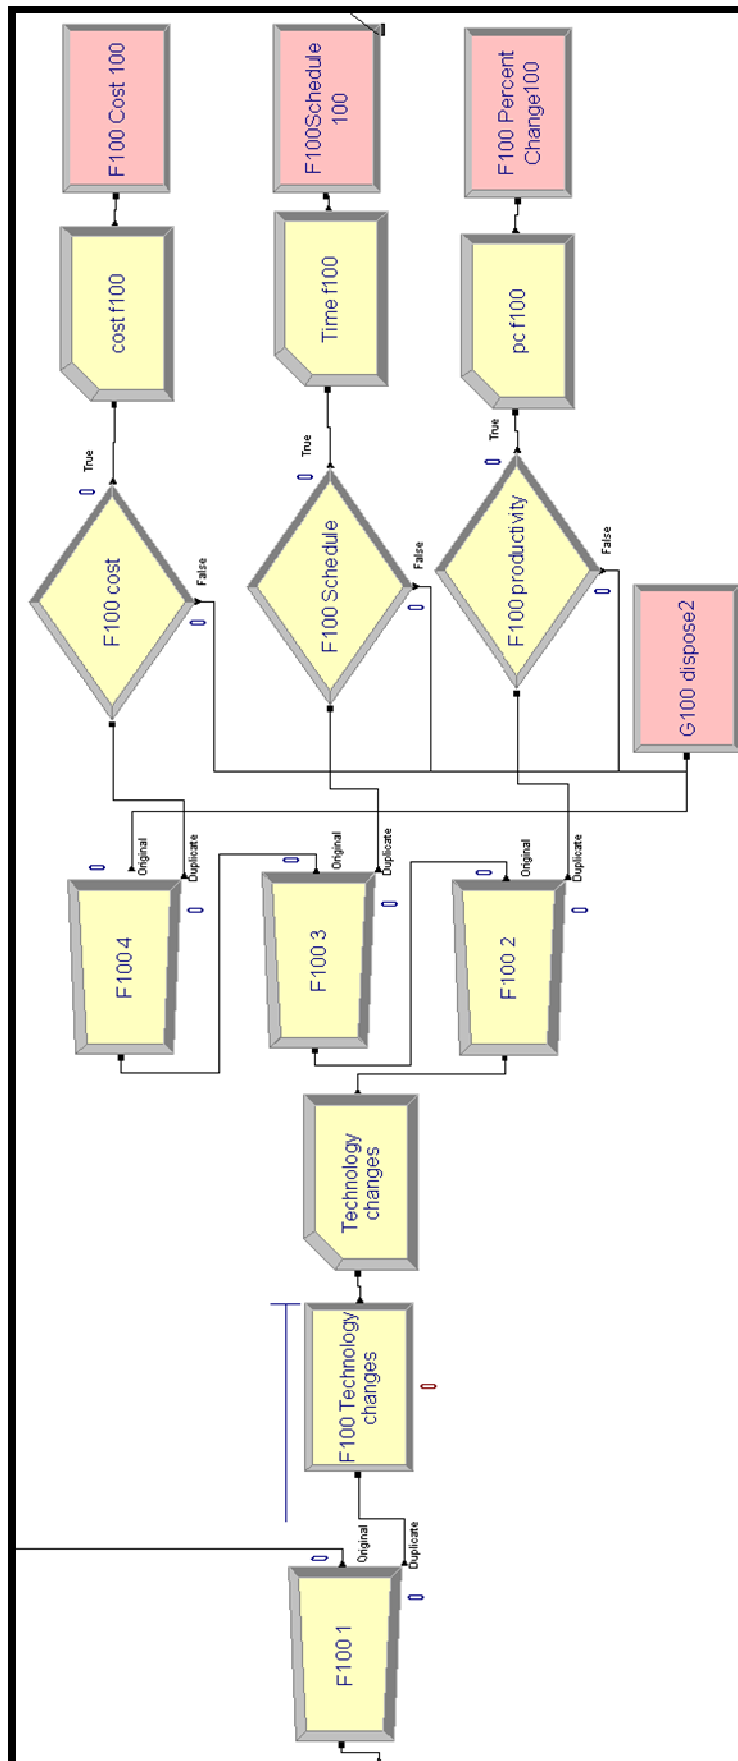 F100 1
Original
0
Duplicate
0
F100 Technology
changes
0
Technology
changes
F100 4
Original
0
Duplicate
0
F100 3
Original
0
Duplicate
0
F100 2
Original
0
Duplicate
0
F100 cost
True
0
False
0
F100 Schedule
True
0
False
0
F100 productivity
True
0
False
0
G100 dispose2
cost f100
Time f100
pc f100
F100 Cost 100
F100Schedule
100
F100 Percent
Change100